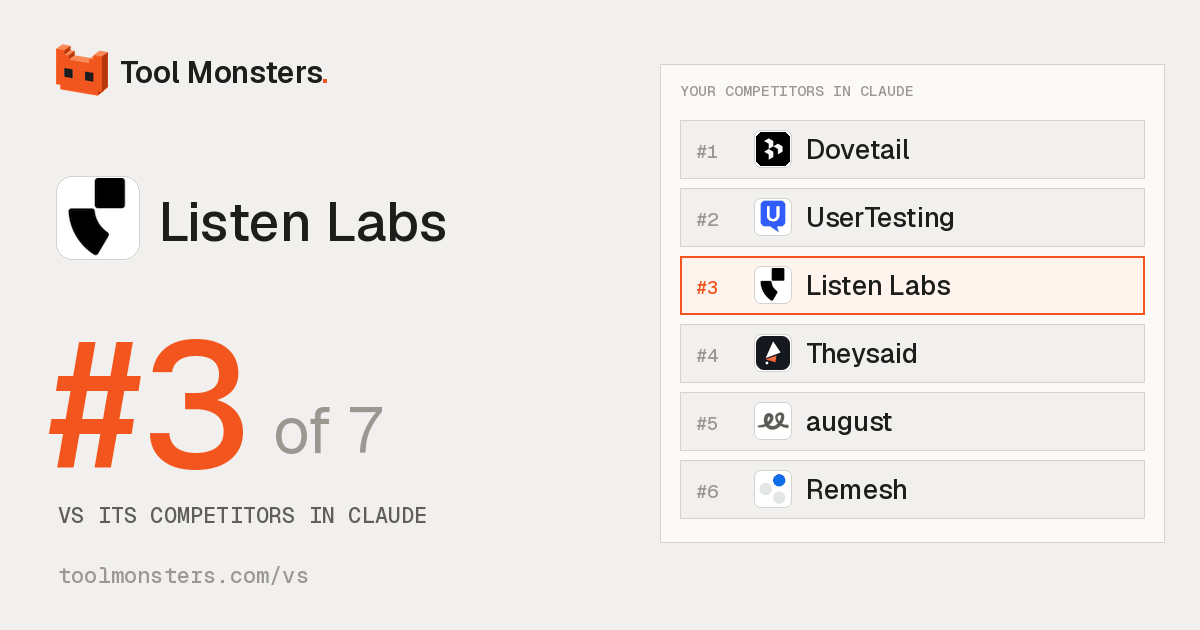 Tool Monsters.
Listen Labs
#3 of 7
VS ITS COMPETITORS IN CLAUDE
toolmonsters.com/vs
YOUR COMPETITORS IN CLAUDE
#1 Dovetail
#2 UserTesting
#3 Listen Labs
#4 Theysaid
#5 august
#6 Remesh